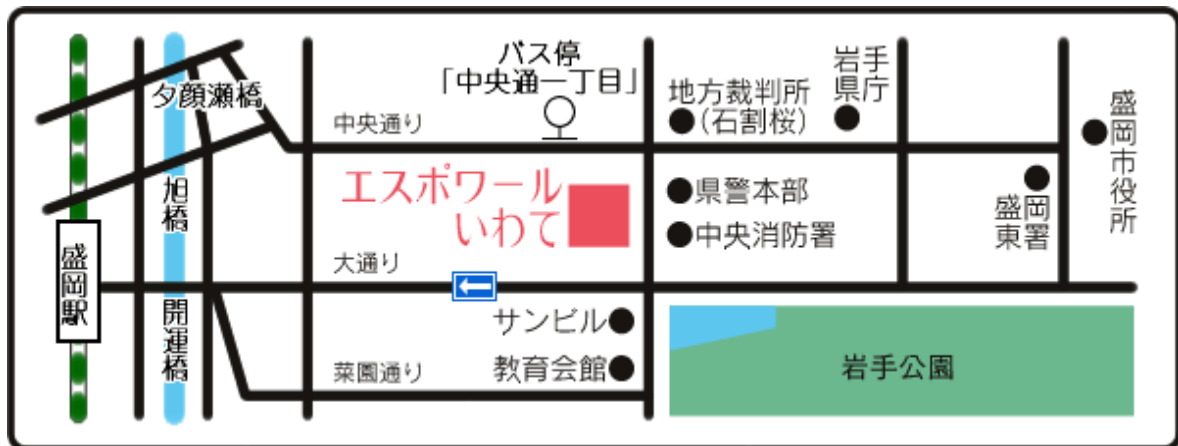 バス停
「中央通一丁目」
岩手
県庁
地方裁判所
(石割桜)
盛岡市役所
夕顔瀬橋
中央通り
旭橋
エスポワール
いわて
県警本部
中央消防署
盛岡
東署
盛岡駅
大通り
開運橋
サンビル
教育会館
菜園通り
岩手公園